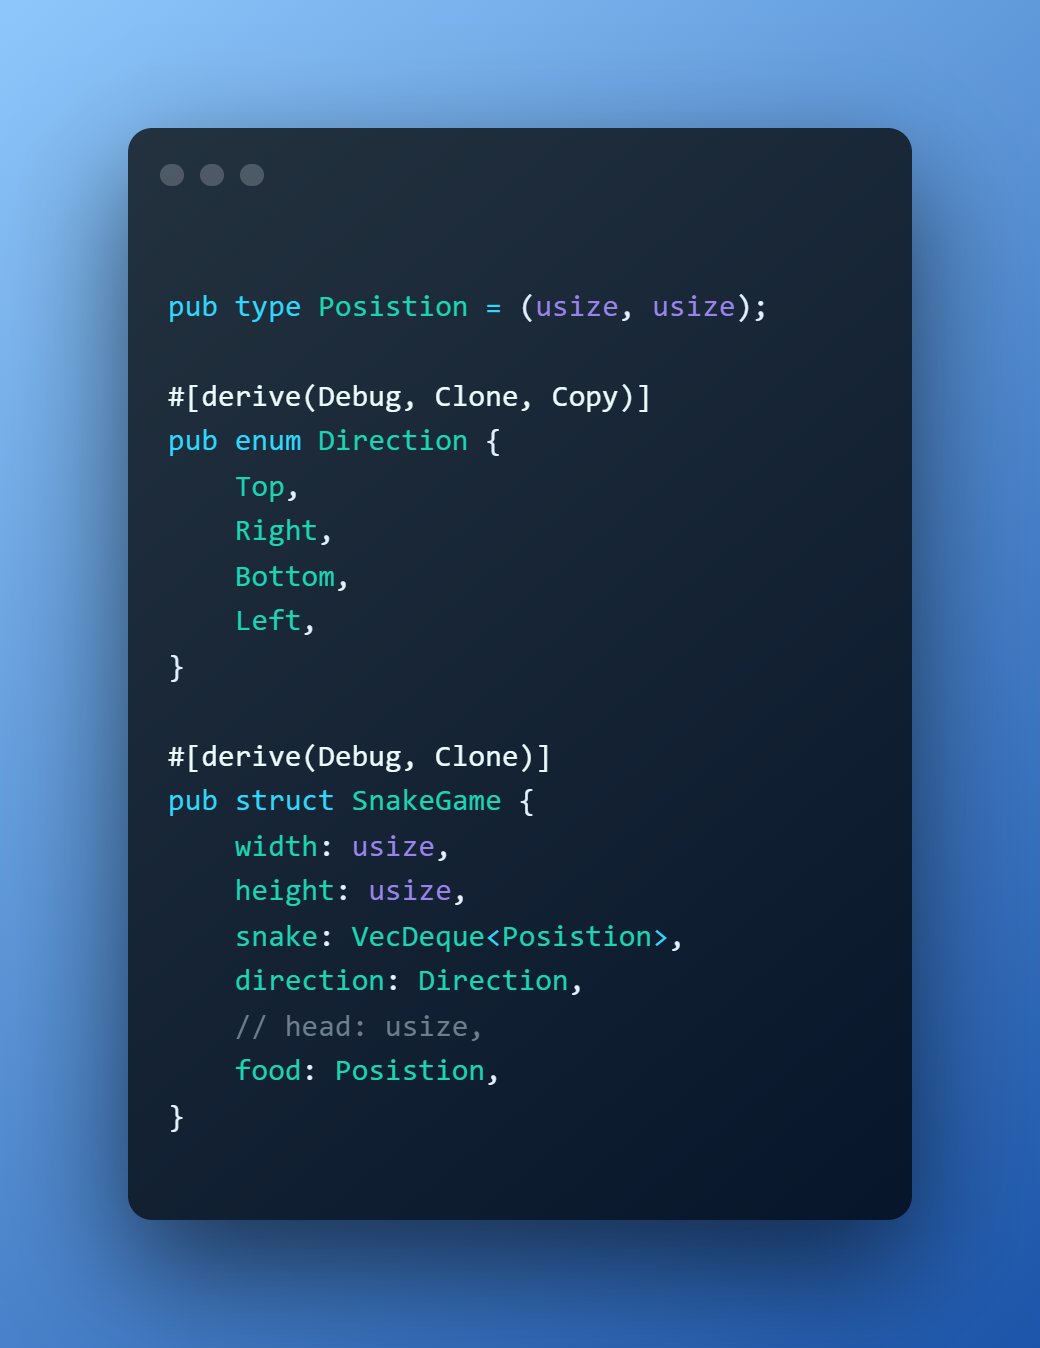 pub type Posistion = (usize, usize);
#[derive(Debug, Clone, Copy)]
pub enum Direction {
    Top,
    Right,
    Bottom,
    Left,
}
#[derive(Debug, Clone)]
pub struct SnakeGame {
    width: usize,
    height: usize,
    snake: VecDeque<Posistion>,
    direction: Direction,
    // head: usize,
    food: Posistion,
}